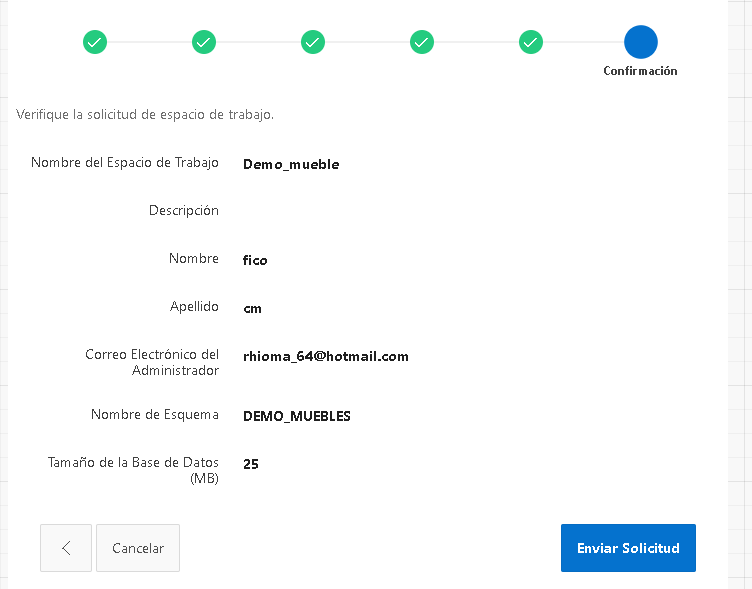 Confirmación
Verifique la solicitud de espacio de trabajo.
Nombre del Espacio de Trabajo Demo_mueble
Descripción
Nombre fico
Apellido cm
Correo Electrónico del rhioma_64@hotmail.com
Administrador
Nombre de Esquema DEMO_MUEBLES
Tamaño de la Base de Datos 25
(MB)
Cancelar Enviar Solicitud